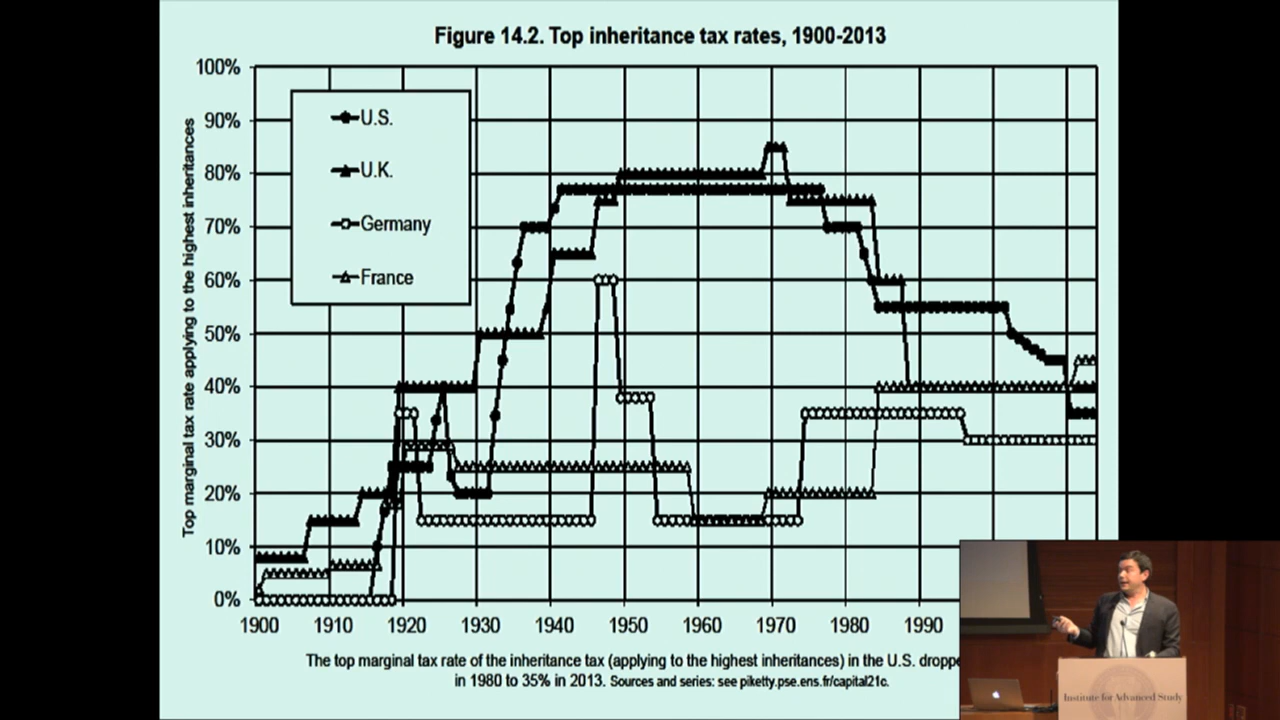 Figure 14.2. Top inheritance tax rates, 1900-2013
Top marginal tax rate applying to the highest inheritances
100%
90%
80%
70%
60%
50%
40%
30%
20%
10%
0%
U.S.
U.K.
Germany
France
1900 1910 1920 1930 1940 1950 1960 1970 1980 1990
The top marginal tax rate of the inheritance tax (applying to the highest inheritances) in the U.S. droppe
in 1980 to 35% in 2013. Sources and series: see piketty.pse.ens.fr/capital21c.
Institute for Advanced Study